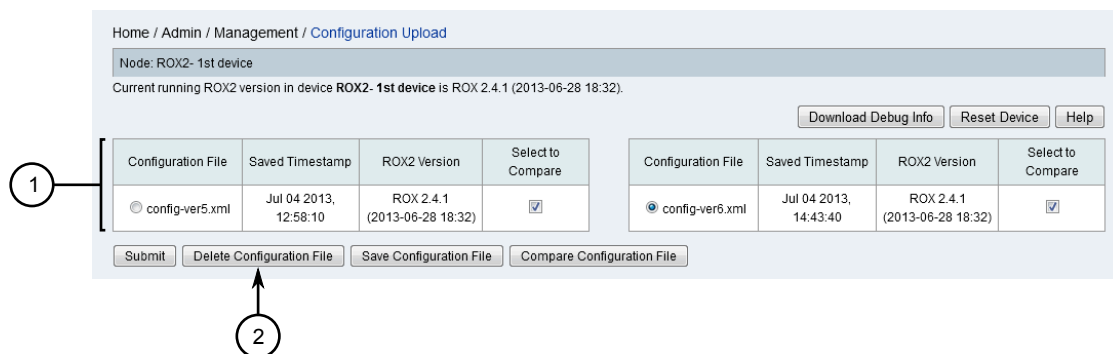 Home / Admin / Management / Configuration Upload
Node: ROX2- 1st device
Current running ROX2 version in device ROX2- 1st device is ROX 2.4.1 (2013-06-28 18:32).
Download Debug Info Reset Device Help
1
Configuration File Saved Timestamp ROX2 Version Select to Compare
config-ver5.xml Jul 04 2013, 12:58:10 ROX 2.4.1 (2013-06-28 18:32)
Configuration File Saved Timestamp ROX2 Version Select to Compare
config-ver6.xml Jul 04 2013, 14:43:40 ROX 2.4.1 (2013-06-28 18:32)
Submit Delete Configuration File Save Configuration File Compare Configuration File
2